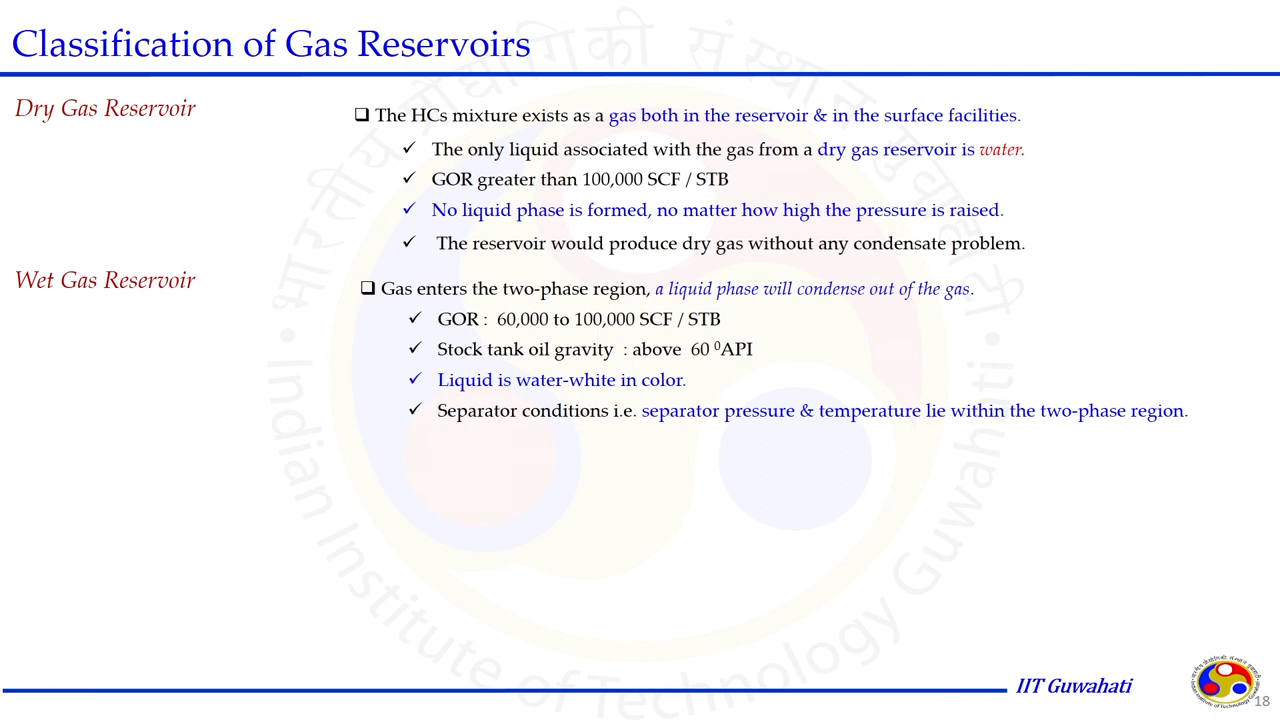 Classification of Gas Reservoirs
Dry Gas Reservoir
❑ The HCs mixture exists as a gas both in the reservoir & in the surface facilities.
✓ The only liquid associated with the gas from a dry gas reservoir is water.
✓ GOR greater than 100,000 SCF / STB
✓ No liquid phase is formed, no matter how high the pressure is raised.
✓ The reservoir would produce dry gas without any condensate problem.
Wet Gas Reservoir
❑ Gas enters the two-phase region, a liquid phase will condense out of the gas.
✓ GOR : 60,000 to 100,000 SCF / STB
✓ Stock tank oil gravity : above 60 ⁰API
✓ Liquid is water-white in color.
✓ Separator conditions i.e. separator pressure & temperature lie within the two-phase region.
भारतीय प्रौद्योगिकी संस्थान गुवाहाटी
• Indian Institute of Technology Guwahati •
IIT Guwahati
18